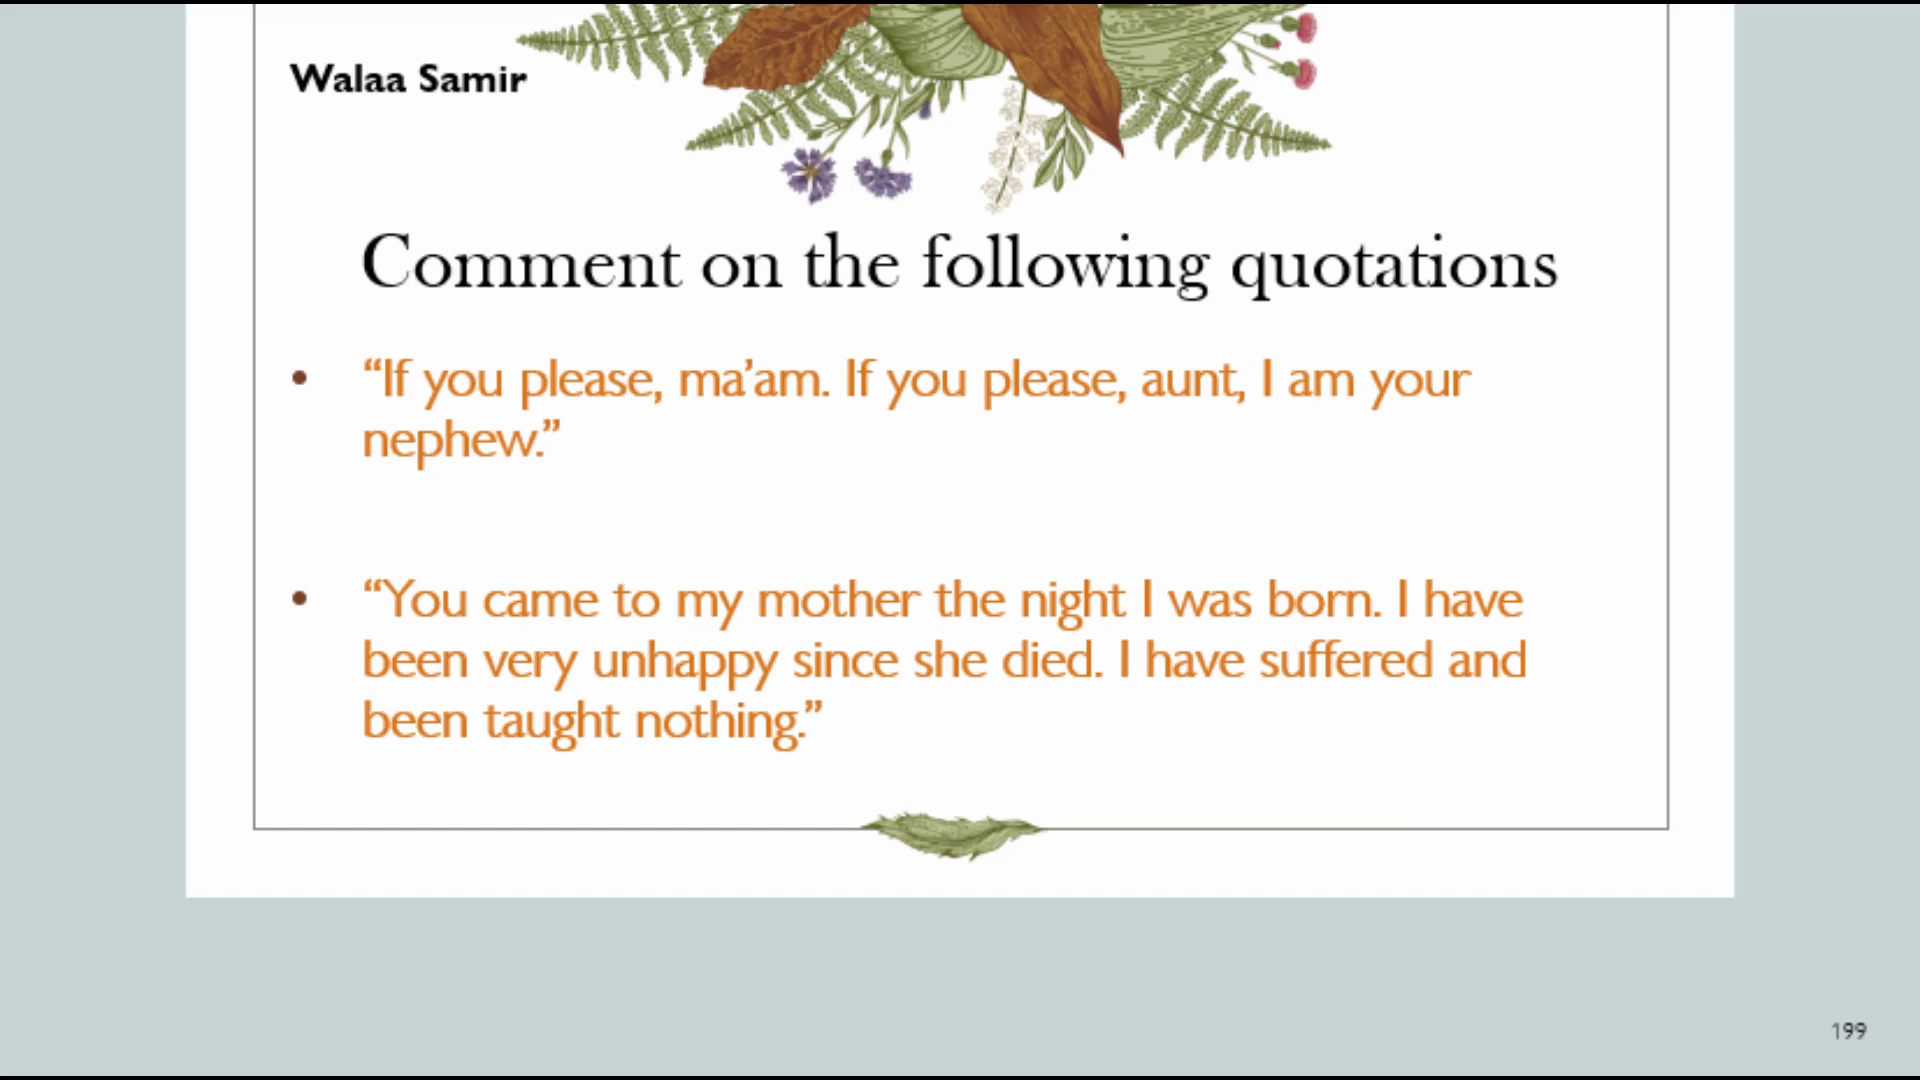 Walaa Samir
Comment on the following quotations
• “If you please, ma’am. If you please, aunt, I am your
nephew.”
• “You came to my mother the night I was born. I have
been very unhappy since she died. I have suffered and
been taught nothing.”
199